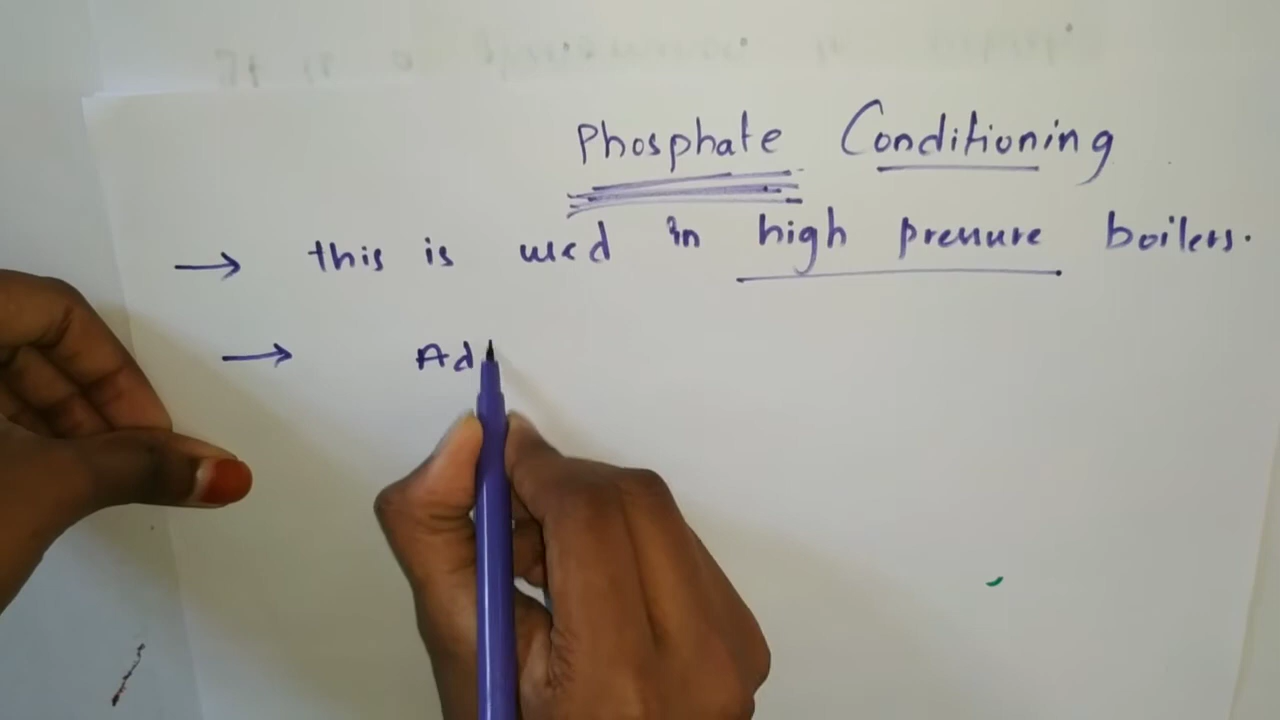 Phosphate Conditioning
→ this is used in high pressure boilers.
→ Ad